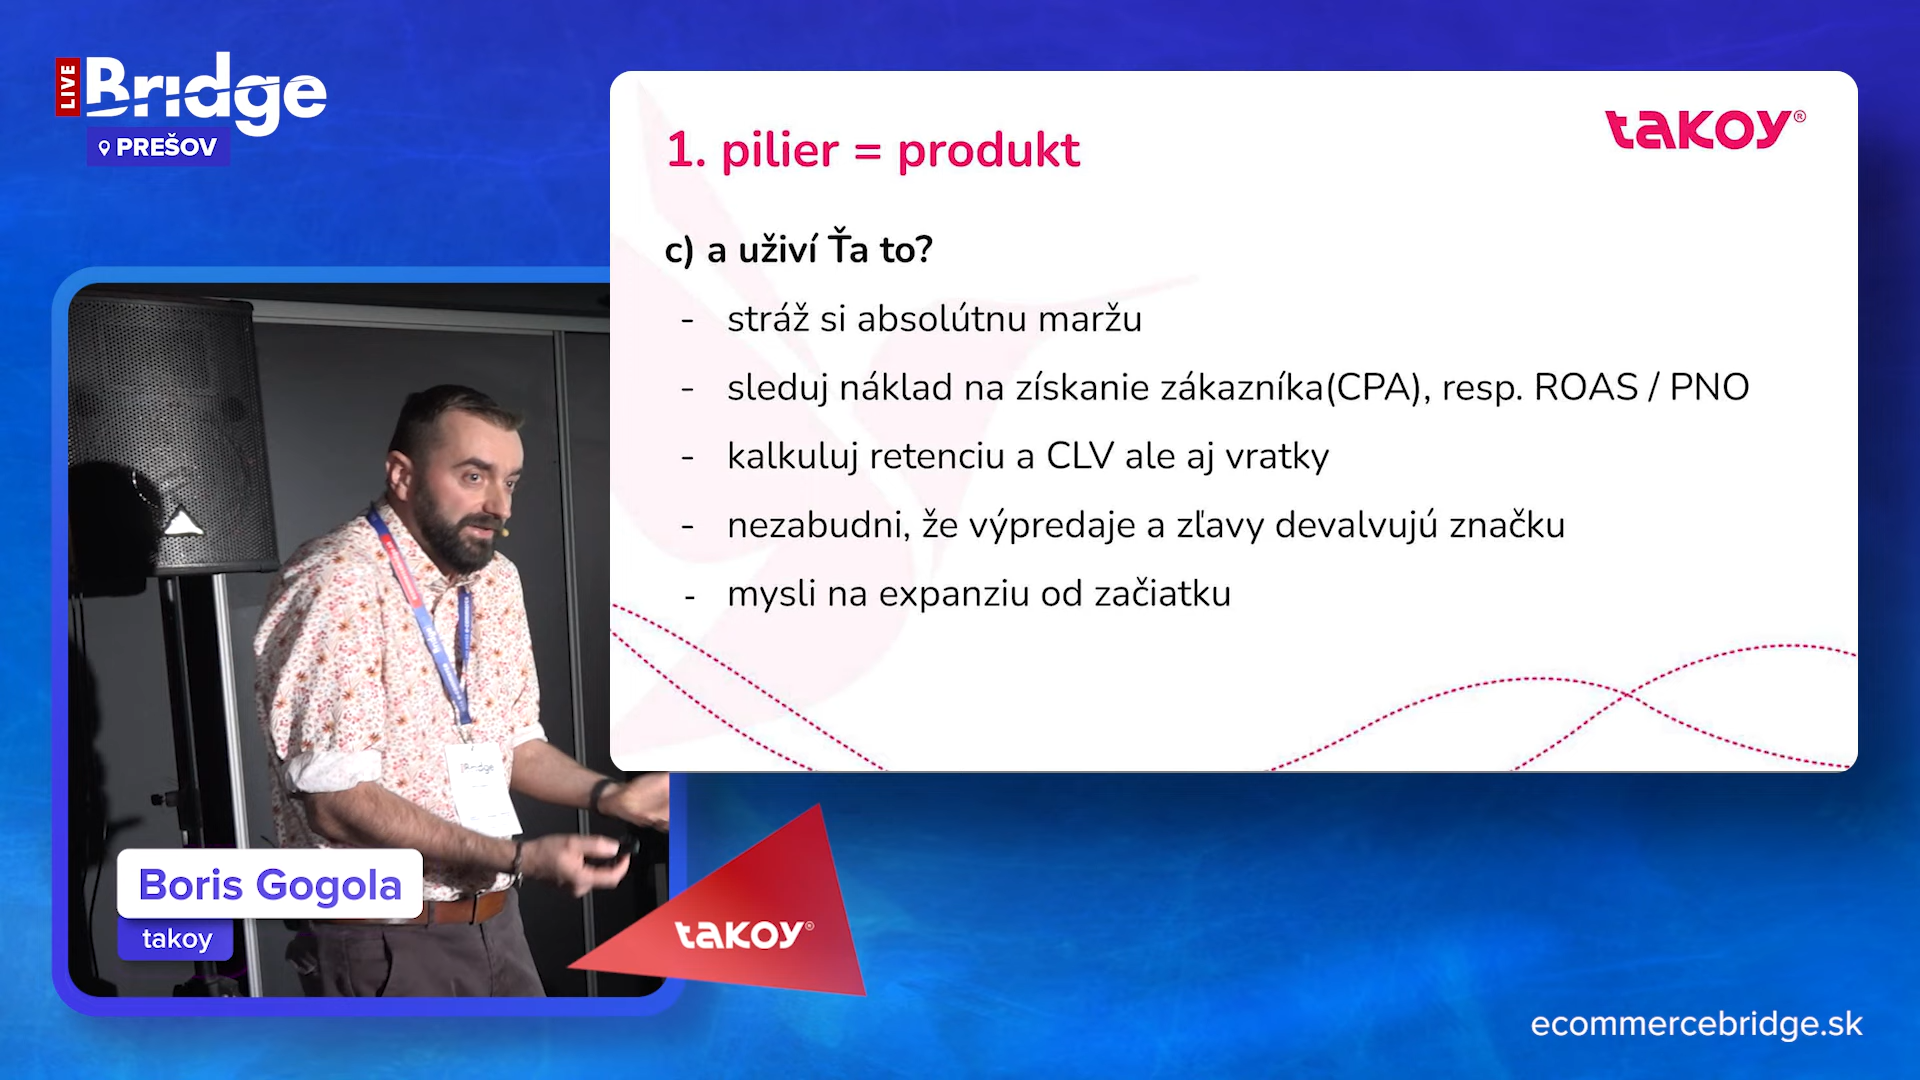 LIVE
Bridge
PREŠOV
takoy®
1. pilier = produkt
c) a uživí Ťa to?
- stráž si absolútnu maržu
- sleduj náklad na získanie zákazníka(CPA), resp. ROAS / PNO
- kalkuluj retenciu a CLV ale aj vratky
- nezabudni, že výpredaje a zľavy devalvujú značku
- mysli na expanziu od začiatku
Bridge
Boris Gogola
takoy
takoy®
ecommercebridge.sk